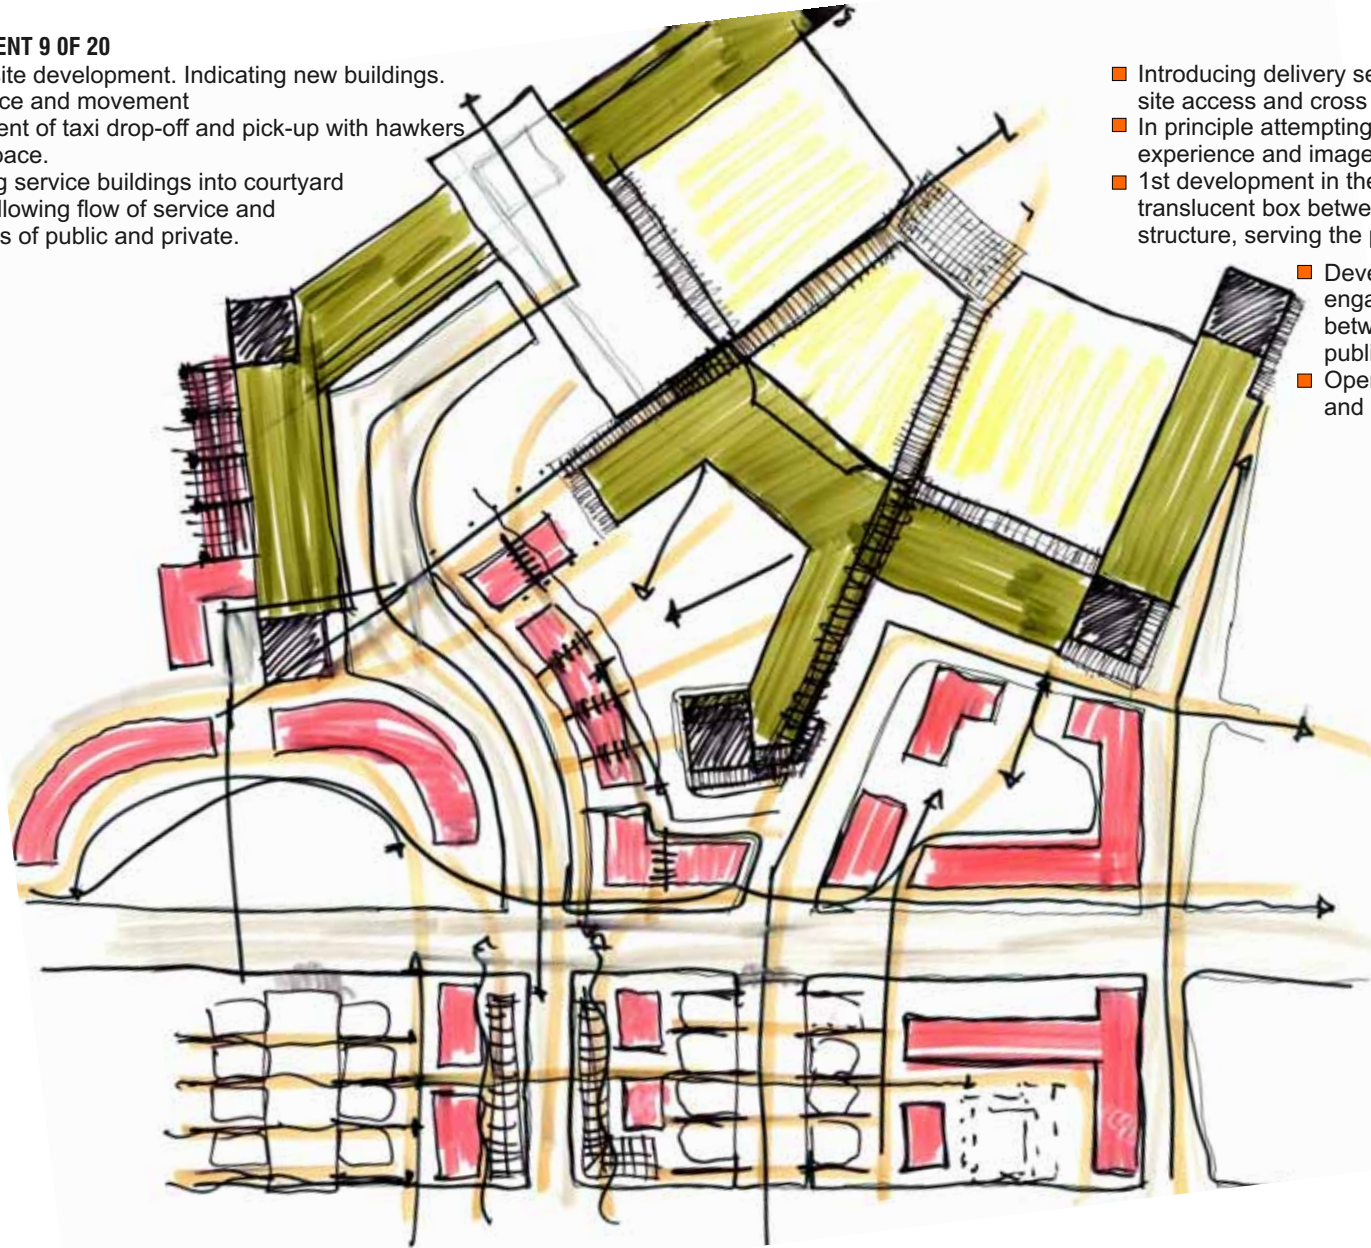 ENT 9 OF 20
site development. Indicating new buildings.
ce and movement
ent of taxi drop-off and pick-up with hawkers
pace.
g service buildings into courtyard
llowing flow of service and
s of public and private.
Introducing delivery se
site access and cross
In principle attempting
experience and image
1st development in the
translucent box betwe
structure, serving the p
Deve
enga
betw
publi
Oper
and